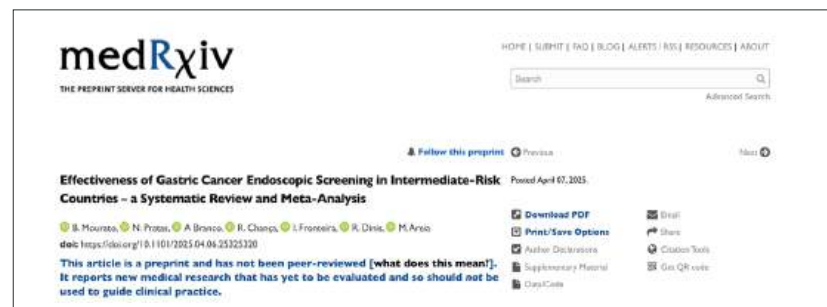 medRxiv
THE PREPRINT SERVER FOR HEALTH SCIENCES
HOME | SUBMIT | FAQ | BLOG | ALERTS / RSS | RESOURCES | ABOUT
Search
Advanced Search
Follow this preprint
Previous
Next
Effectiveness of Gastric Cancer Endoscopic Screening in Intermediate-Risk
Countries – a Systematic Review and Meta-Analysis
B. Mourato, N. Pratas, A Branco, R. Chança, I. Fronteira, R. Dinis, M. Areia
doi: https://doi.org/10.1101/2025.04.06.25325320
This article is a preprint and has not been peer-reviewed [what does this mean?].
It reports new medical research that has yet to be evaluated and so should not be
used to guide clinical practice.
Posted April 07, 2025.
Download PDF
Print/Save Options
Author Declarations
Supplementary Material
Data/Code
Email
Share
Citation Tools
Get QR code